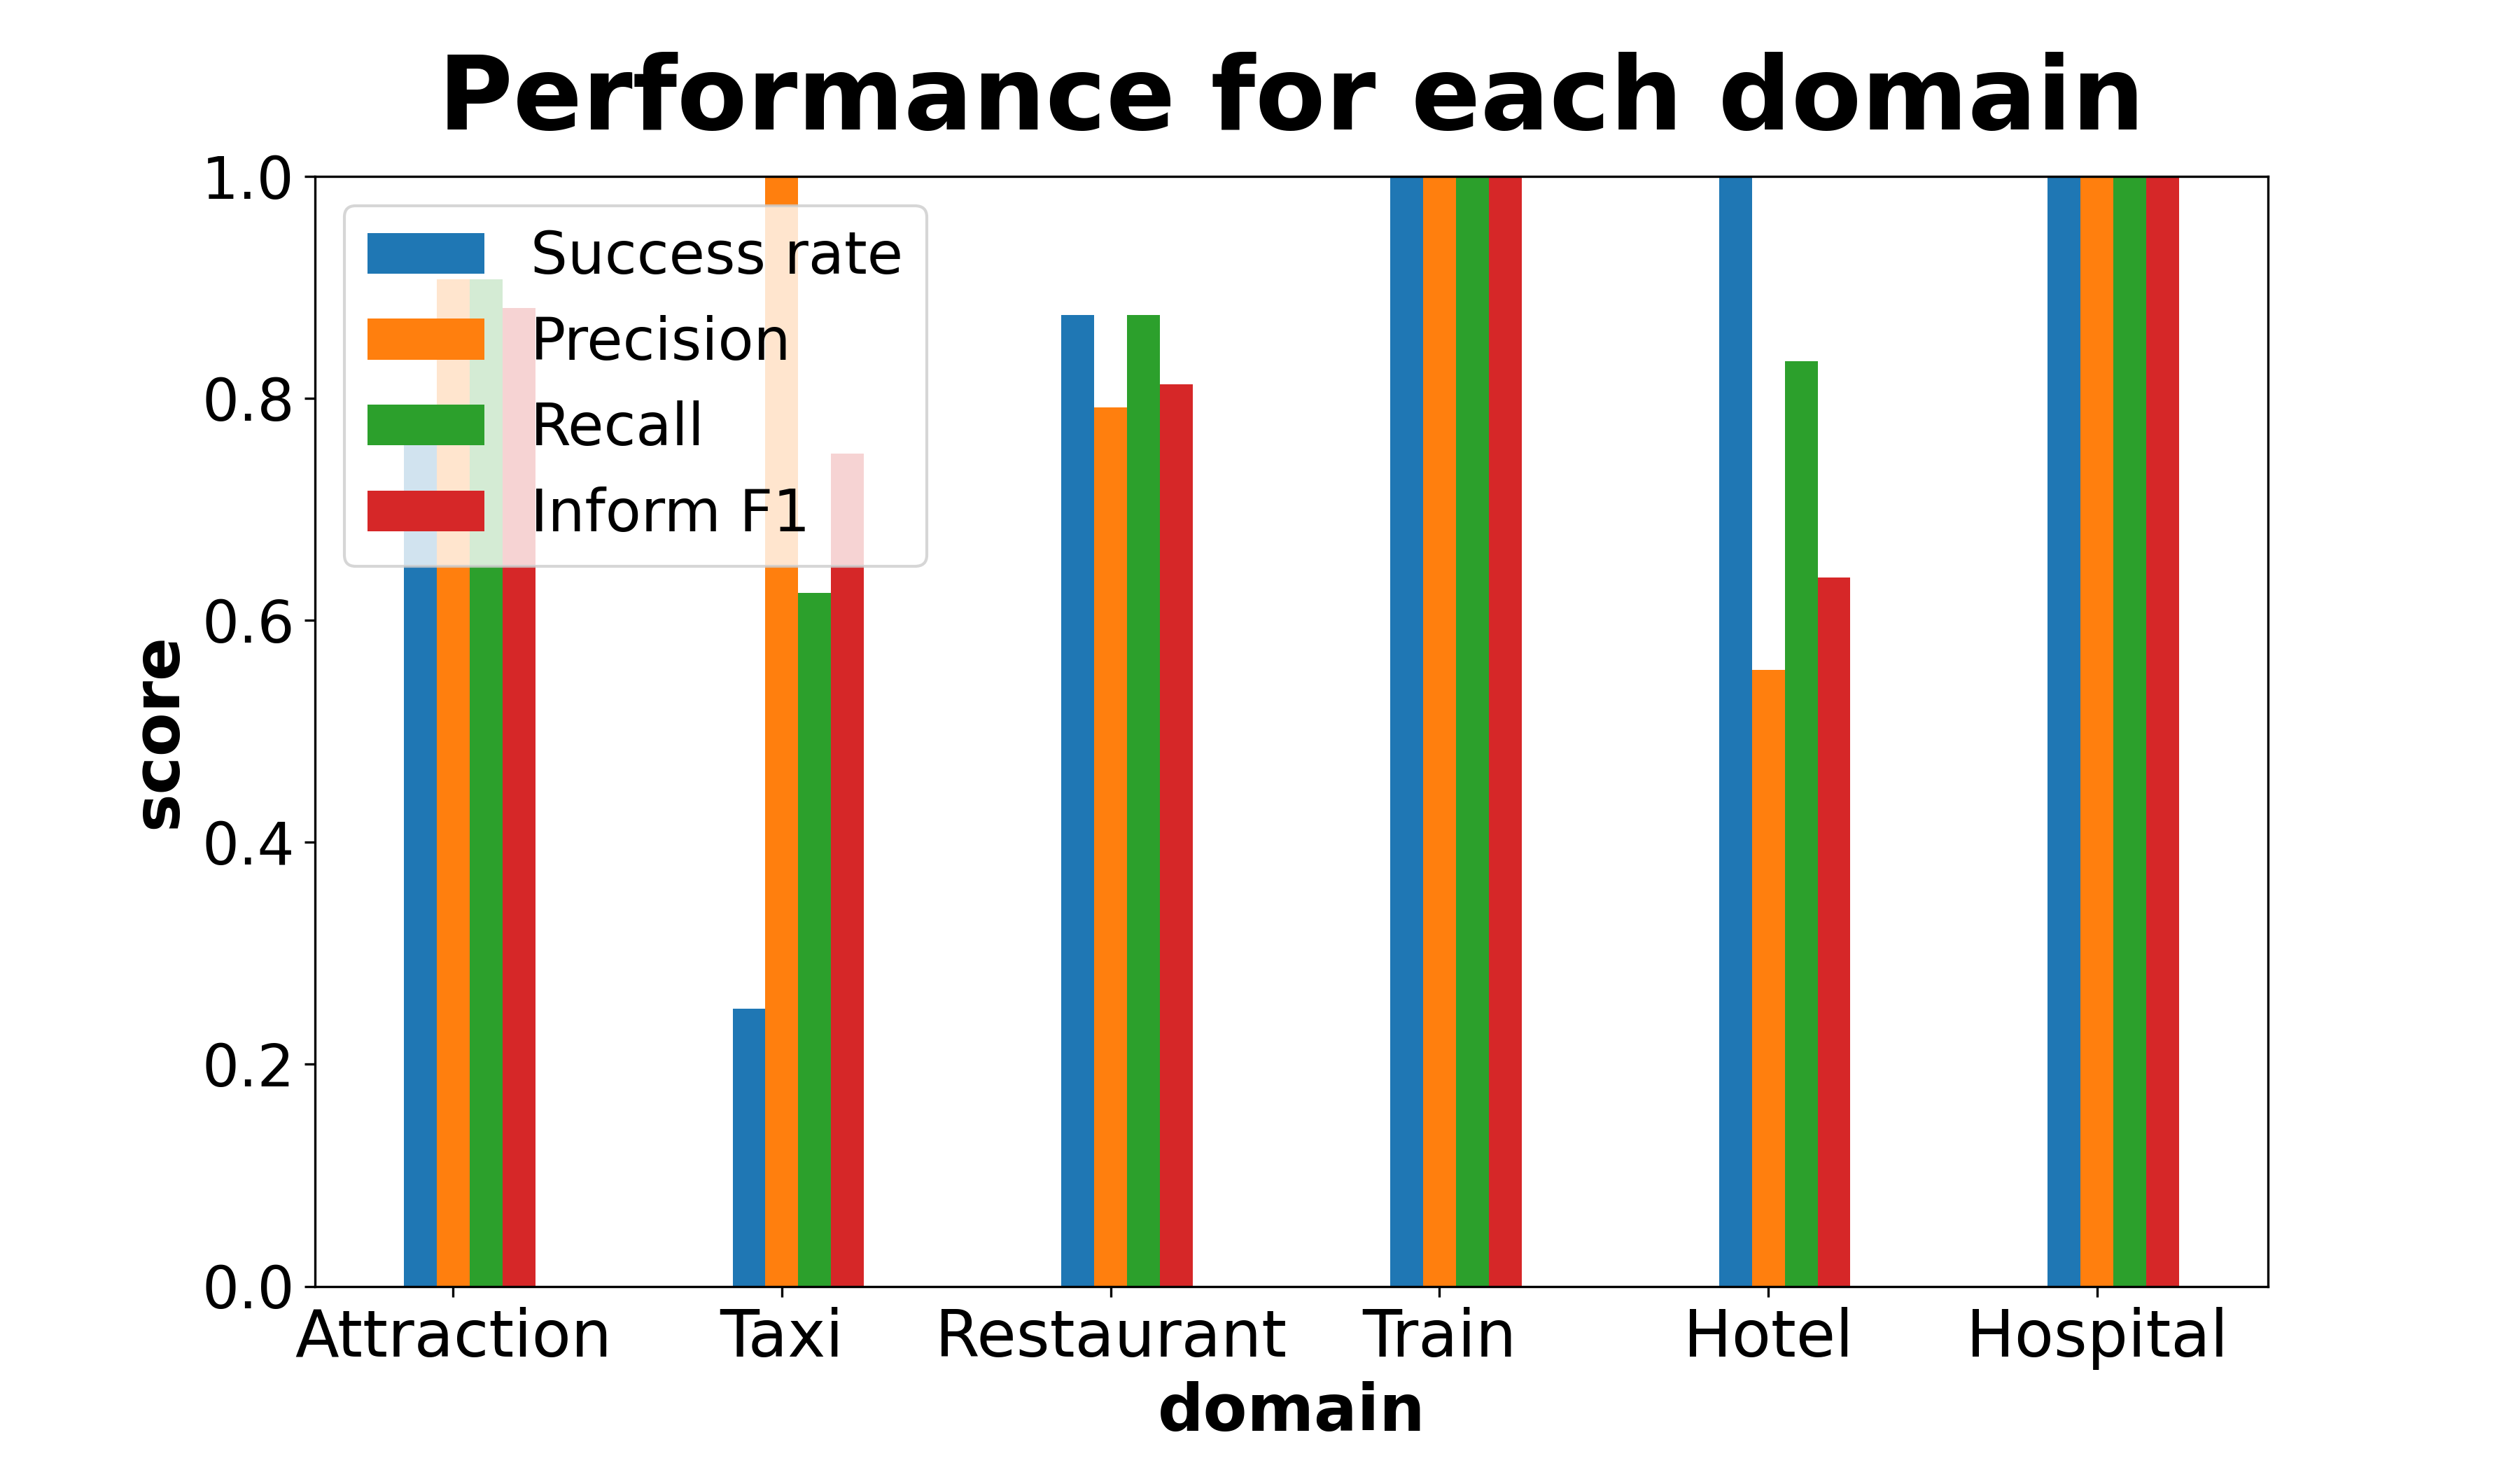 Performance for each domain
1.0
0.8
0.6
0.4
0.2
0.0
score
Success rate
Precision
Recall
Inform F1
Attraction Taxi Restaurant Train Hotel Hospital
domain